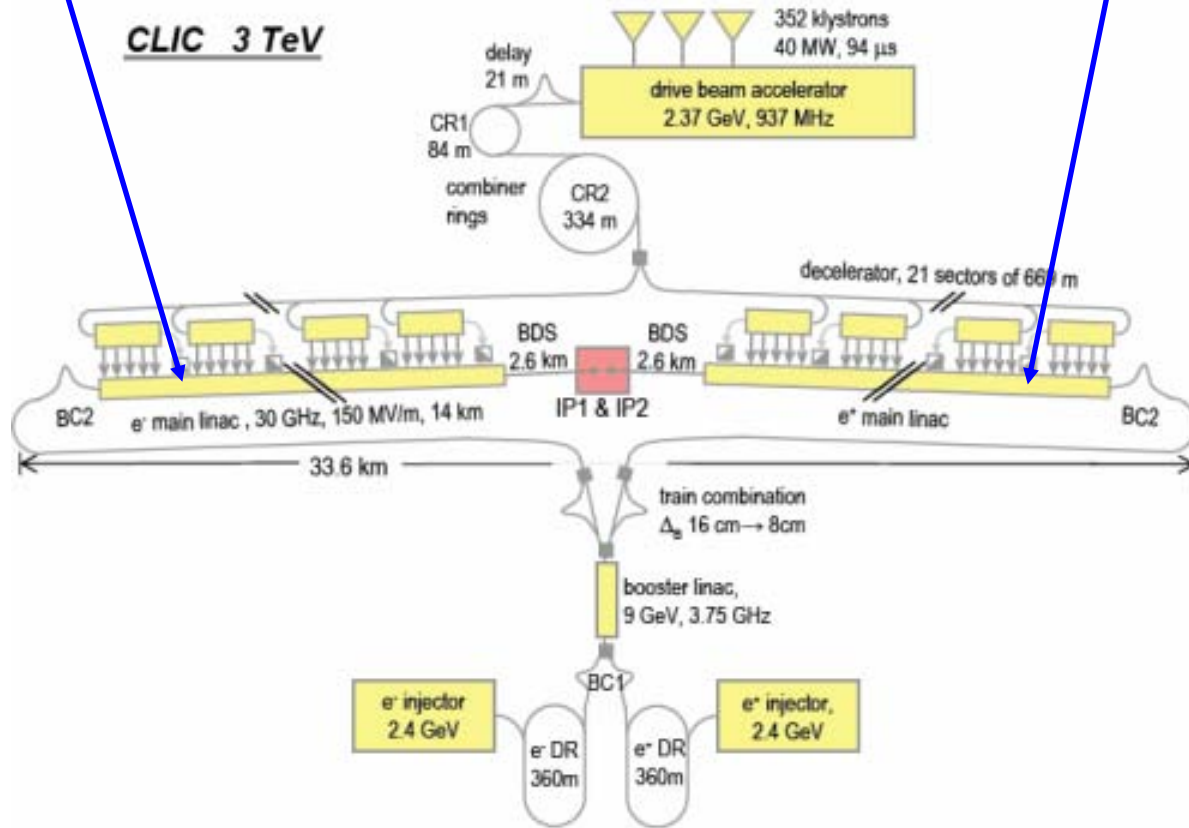 CLIC 3 TeV
352 klystrons
40 MW, 94 μs
delay
21 m
drive beam accelerator
2.37 GeV, 937 MHz
CR1
84 m
combiner
rings
CR2
334 m
decelerator, 21 sectors of 669 m
BDS
2.6 km
BDS
2.6 km
IP1 & IP2
BC2
e- main linac , 30 GHz, 150 MV/m, 14 km
e+ main linac
BC2
33.6 km
train combination
Δs 16 cm→ 8cm
booster linac,
9 GeV, 3.75 GHz
BC1
e- injector
2.4 GeV
e+ injector,
2.4 GeV
e- DR
360m
e+ DR
360m